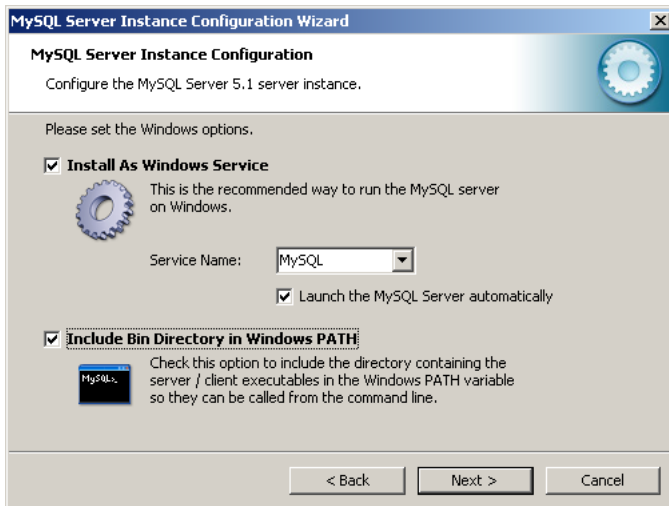 MySQL Server Instance Configuration Wizard
MySQL Server Instance Configuration
Configure the MySQL Server 5.1 server instance.
Please set the Windows options.
Install As Windows Service
This is the recommended way to run the MySQL server
on Windows.
Service Name: MySQL
Launch the MySQL Server automatically
Include Bin Directory in Windows PATH
MySQL>_
Check this option to include the directory containing the
server / client executables in the Windows PATH variable
so they can be called from the command line.
< Back Next > Cancel